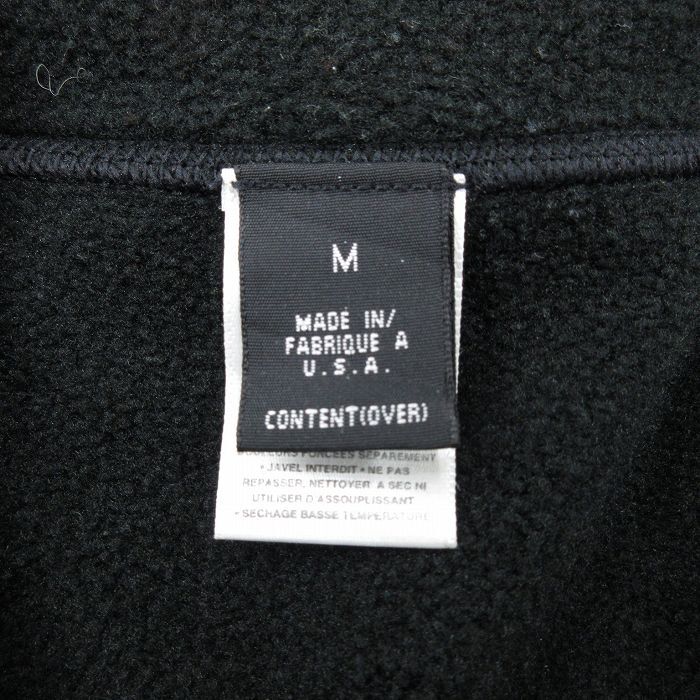 M
MADE IN/
FABRIQUE A
U.S.A.
CONTENT(OVER)
COULEURS FONCEES SEPAREMENT
• JAVEL INTERDIT • NE PAS
REPASSER, NETTOYER A SEC NI
UTILISER D'ASSOUPLISSANT
• SECHAGE BASSE TEMPERATURE